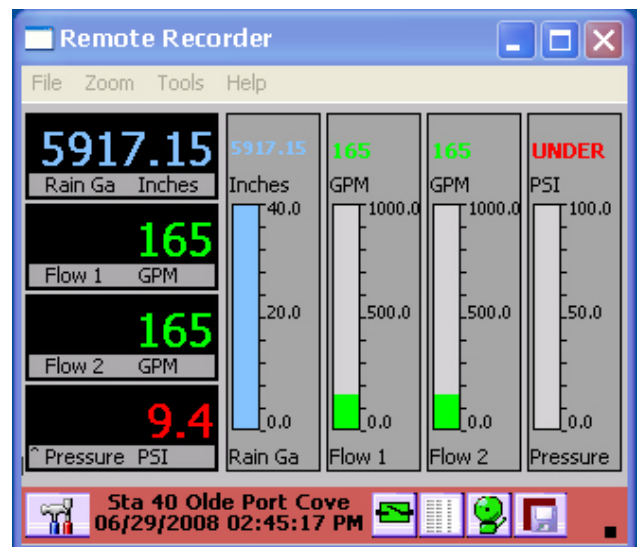 Remote Recorder
File Zoom Tools Help
5917.15
Rain Ga Inches
165
Flow 1 GPM
165
Flow 2 GPM
9.4
^ Pressure PSI
5917.15
Inches
40.0
20.0
0.0
Rain Ga
165
GPM
1000.0
500.0
0.0
Flow 1
165
GPM
1000.0
500.0
0.0
Flow 2
UNDER
PSI
100.0
50.0
0.0
Pressure
Sta 40 Olde Port Cove
06/29/2008 02:45:17 PM